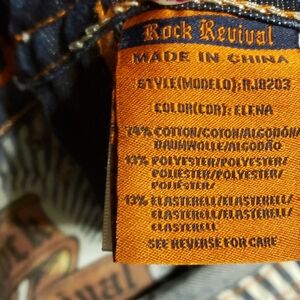 Rock Revival
MADE IN CHINA
STYLE(MODELO):RJ8203
COLOR(COR): ELENA
74% COTTON/COTON/ALGODÓN/
BAUMWOLLE/ALGODÃO
13% POLYESTER/POLYESTER/
POLIÉSTER/POLYESTER/
POLIÉSTER/
13% ELASTERELL/ELASTERELL/
ELASTERELL/ELASTERELL/
ELASTERELL
SEE REVERSE FOR CARE